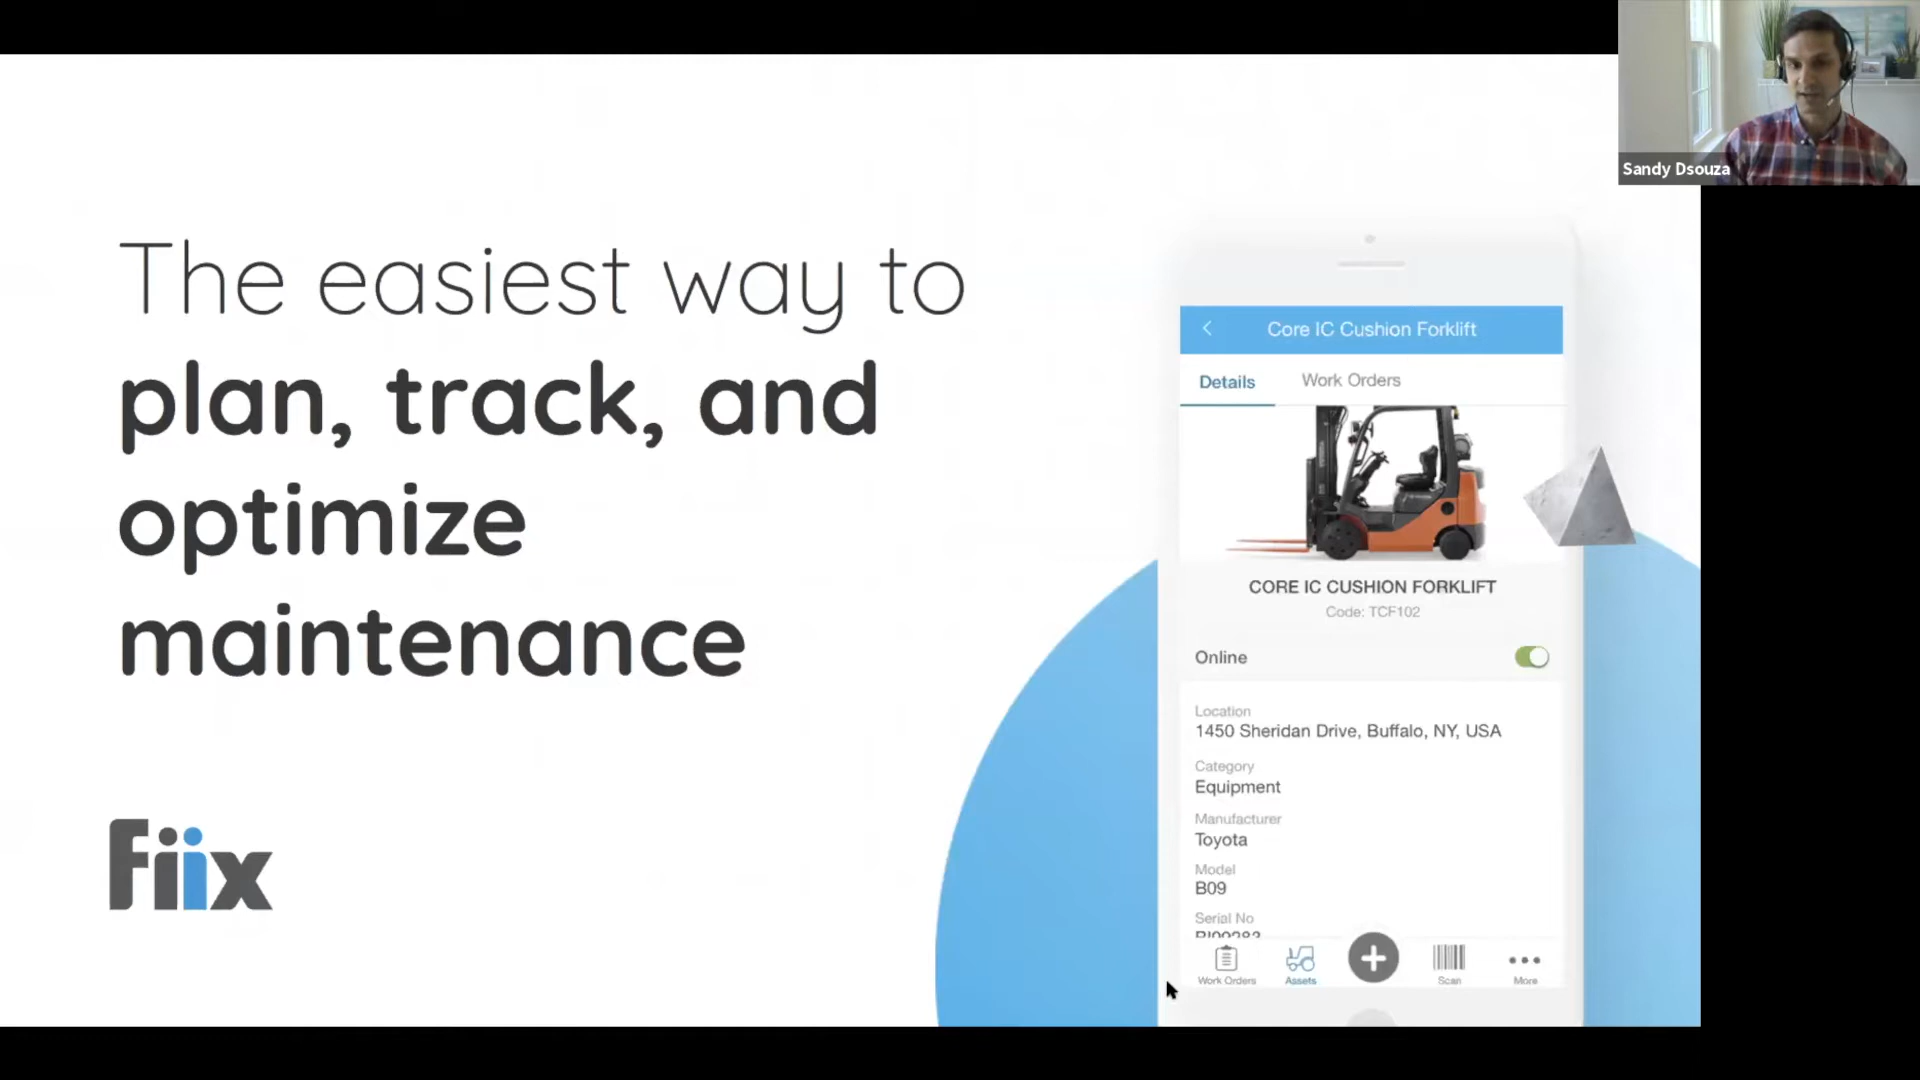 Sandy Dsouza
The easiest way to
plan, track, and
optimize
maintenance
Fiix
Core IC Cushion Forklift
Details
Work Orders
CORE IC CUSHION FORKLIFT
Code: TCF102
Online
Location
1450 Sheridan Drive, Buffalo, NY, USA
Category
Equipment
Manufacturer
Toyota
Model
B09
Serial No
Work Orders
Assets
Scan
More